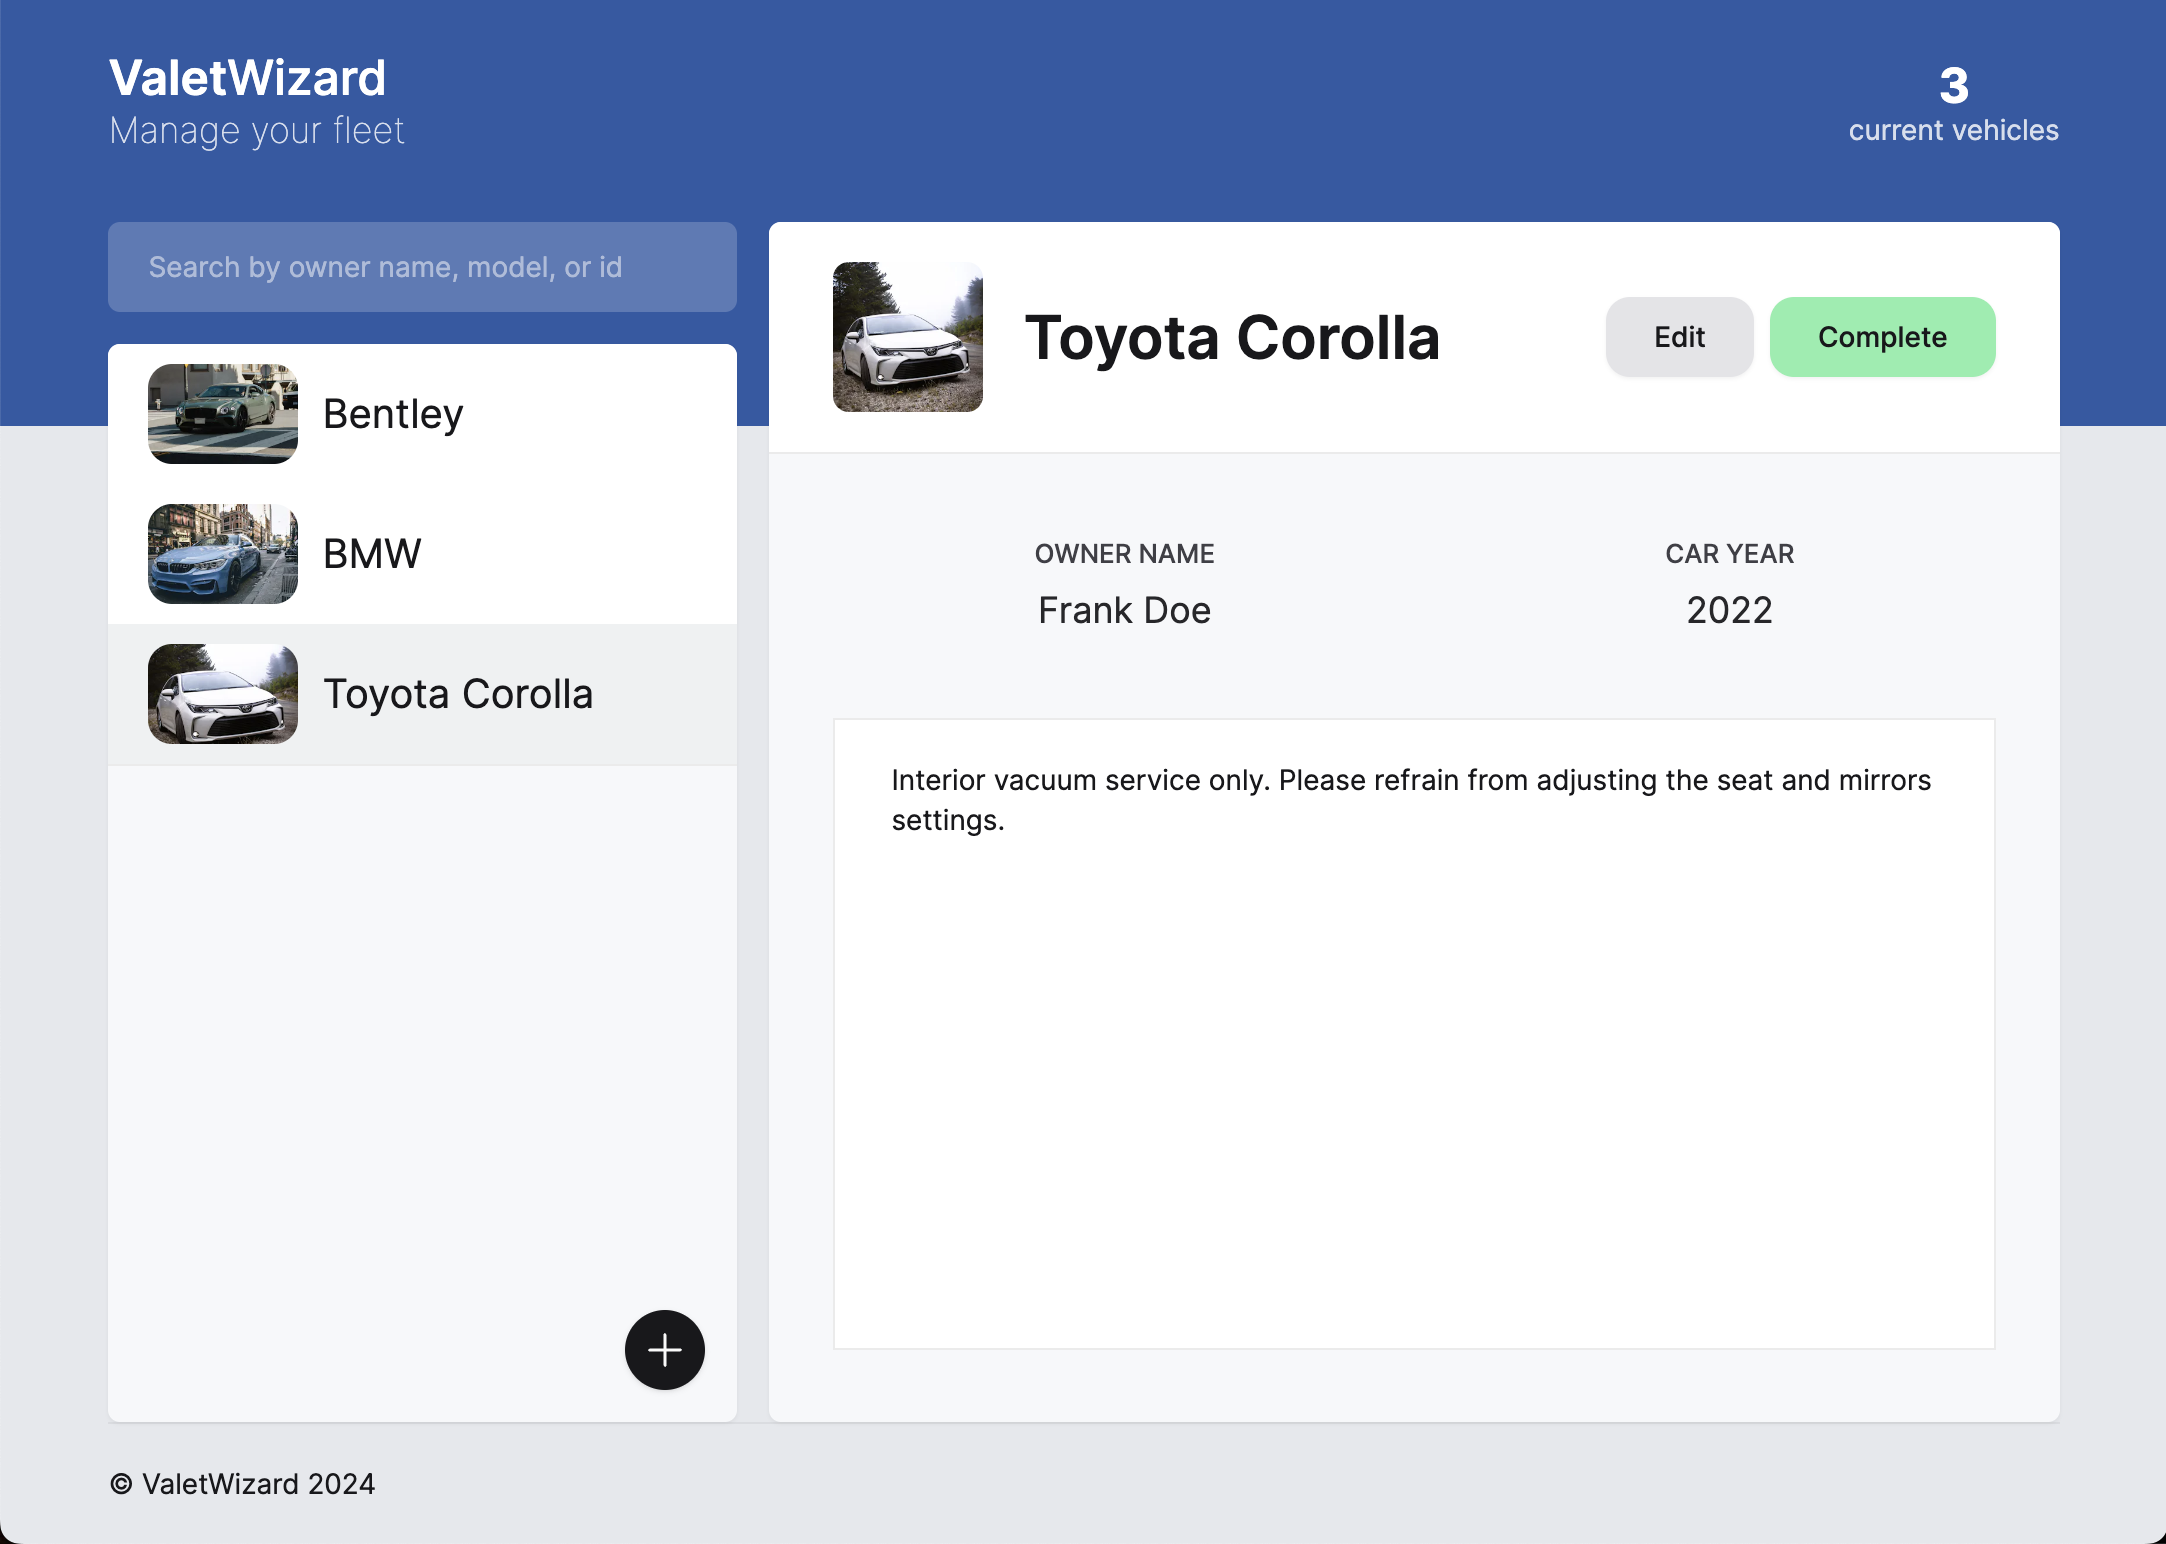 ValetWizard
Manage your fleet
3
current vehicles
Search by owner name, model, or id
Bentley
BMW
Toyota Corolla
Toyota Corolla
Edit
Complete
OWNER NAME
Frank Doe
CAR YEAR
2022
Interior vacuum service only. Please refrain from adjusting the seat and mirrors
settings.
© ValetWizard 2024